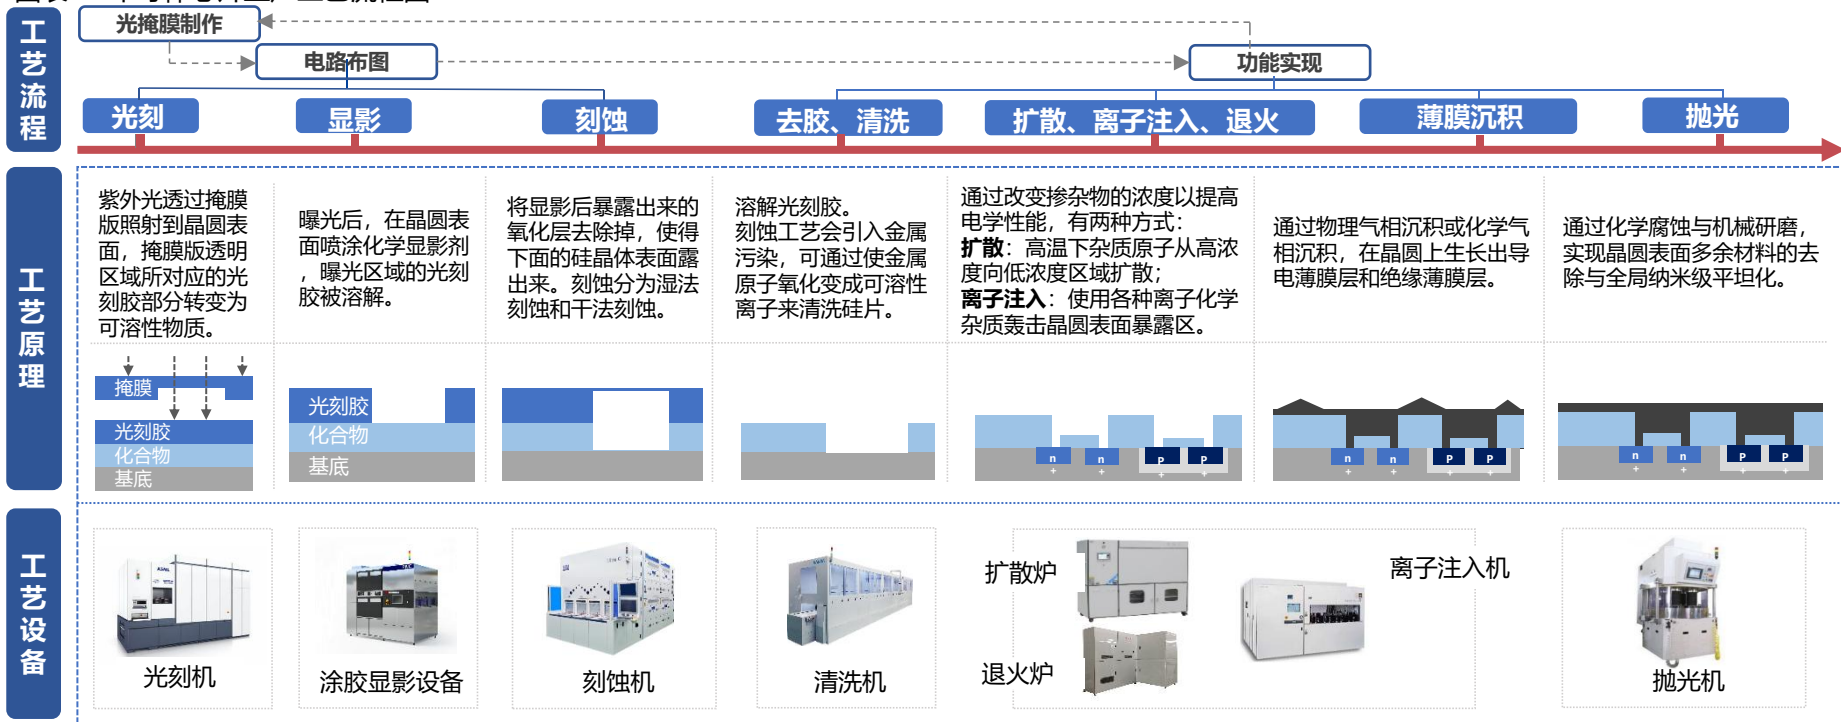 工艺流程
光掩膜制作
电路布图
功能实现
光刻
显影
刻蚀
去胶、清洗
扩散、离子注入、退火
薄膜沉积
抛光
工艺原理
紫外光透过掩膜
版照射到晶圆表
面，掩膜版透明
区域所对应的光
刻胶部分转变为
可溶性物质。
曝光后，在晶圆表
面喷涂化学显影剂
，曝光区域的光刻
胶被溶解。
将显影后暴露出来的
氧化层去除掉，使得
下面的硅晶体表面露
出来。刻蚀分为湿法
刻蚀和干法刻蚀。
溶解光刻胶。
刻蚀工艺会引入金属
污染，可通过使金属
原子氧化变成可溶性
离子来清洗硅片。
通过改变掺杂物的浓度以提高
电学性能，有两种方式：
扩散：高温下杂质原子从高浓
度向低浓度区域扩散；
离子注入：使用各种离子化学
杂质轰击晶圆表面暴露区。
通过物理气相沉积或化学气
相沉积，在晶圆上生长出导
电薄膜层和绝缘薄膜层。
通过化学腐蚀与机械研磨，
实现晶圆表面多余材料的去
除与全局纳米级平坦化。
掩膜
光刻胶
化合物
基底
光刻胶
化合物
基底
n+ n+ P+ P+
n+ n+ P+ P+
n+ n+ P+ P+
工艺设备
光刻机
涂胶显影设备
刻蚀机
清洗机
扩散炉
退火炉
离子注入机
抛光机